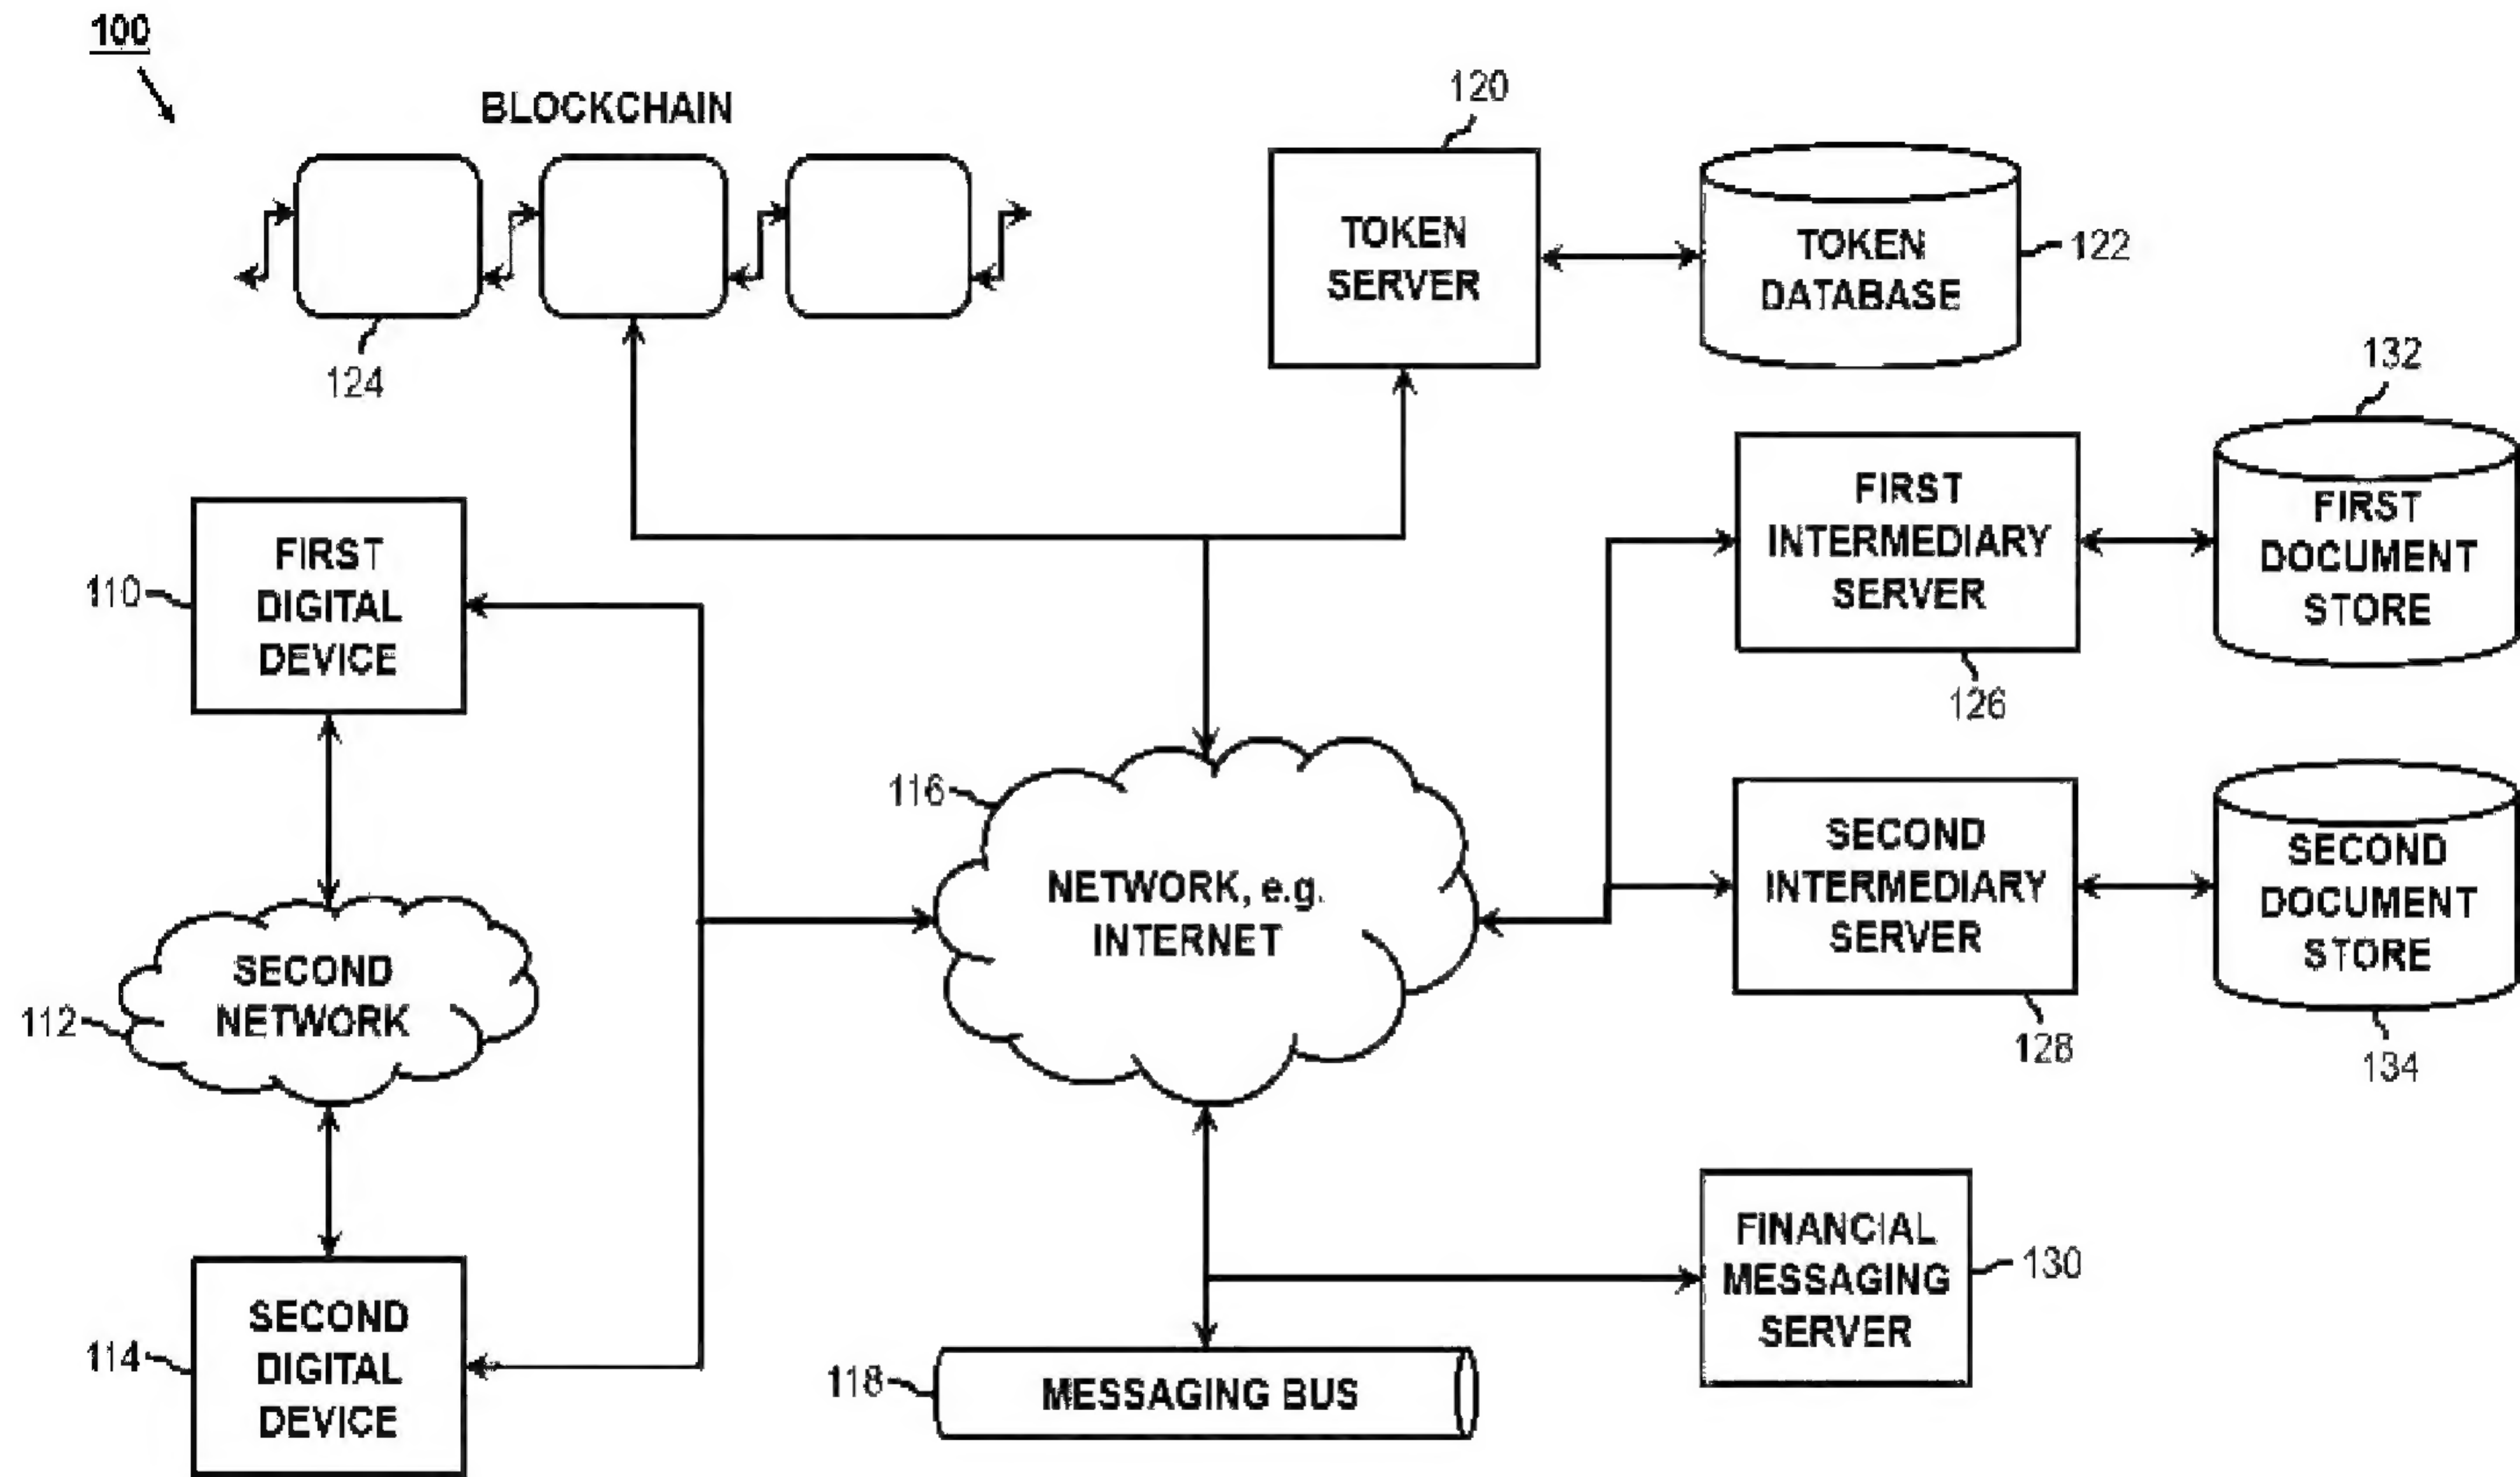 100
BLOCKCHAIN
124
120
TOKEN
SERVER
TOKEN
DATABASE
122
132
FIRST
INTERMEDIARY
SERVER
126
FIRST
DOCUMENT
STORE
110
FIRST
DIGITAL
DEVICE
116
NETWORK, e.g.
INTERNET
SECOND
INTERMEDIARY
SERVER
128
SECOND
DOCUMENT
STORE
134
112
SECOND
NETWORK
114
SECOND
DIGITAL
DEVICE
118
MESSAGING BUS
FINANCIAL
MESSAGING
SERVER
130